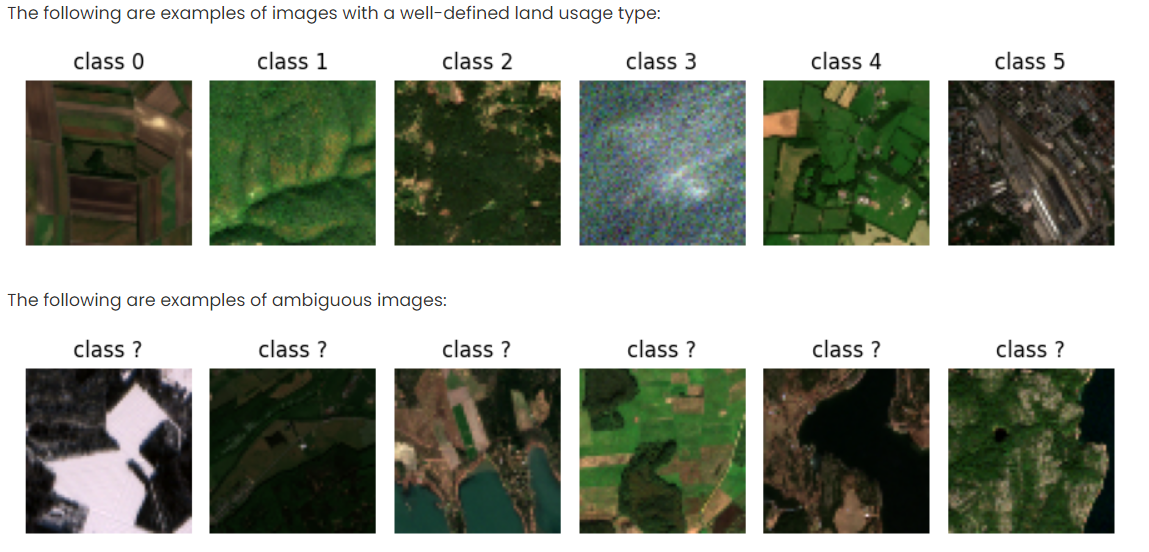 The following are examples of images with a well-defined land usage type:
class 0 class 1 class 2 class 3 class 4 class 5
The following are examples of ambiguous images:
class ? class ? class ? class ? class ? class ?